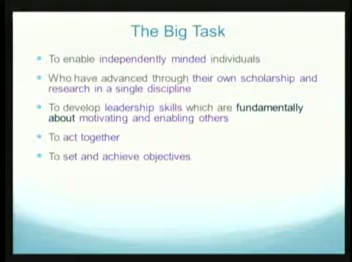 The Big Task
To enable independently minded individuals
Who have advanced through their own scholarship and
research in a single discipline
To develop leadership skills which are fundamentally
about motivating and enabling others
To act together
To set and achieve objectives